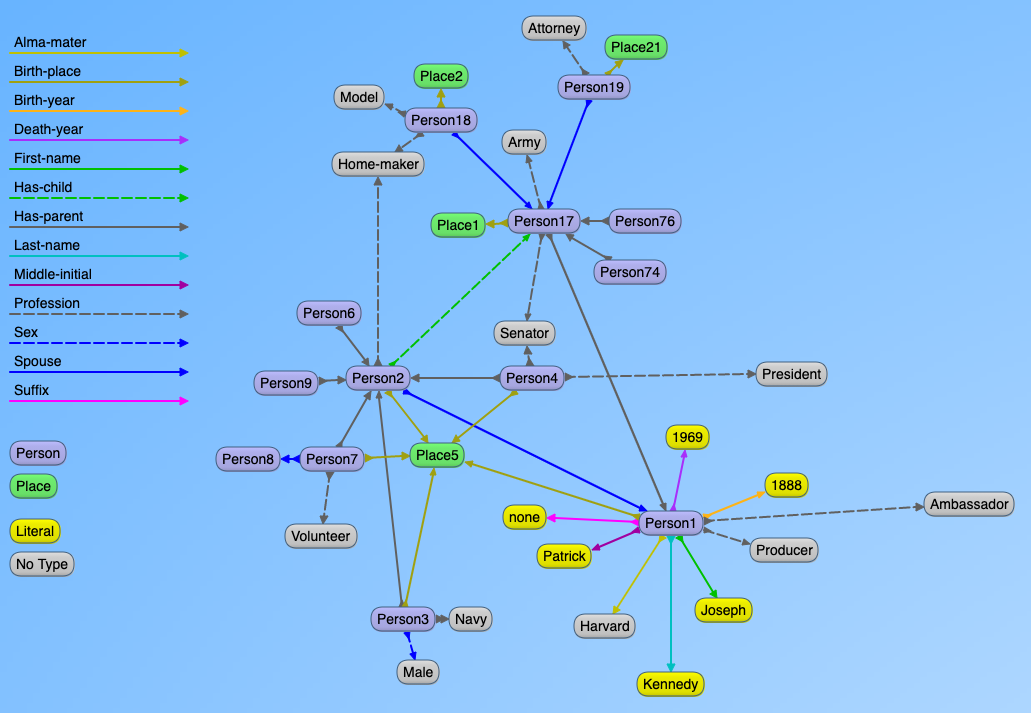 Alma-mater
Birth-place
Birth-year
Death-year
First-name
Has-child
Has-parent
Last-name
Middle-initial
Profession
Sex
Spouse
Suffix
Person
Place
Literal
No Type
Attorney
Place21
Place2
Person19
Model
Person18
Army
Home-maker
Place1
Person17
Person76
Person74
Person6
Senator
Person9
Person2
Person4
President
1969
Person8
Person7
Place5
1888
Ambassador
none
Person1
Volunteer
Patrick
Producer
Joseph
Person3
Navy
Harvard
Male
Kennedy